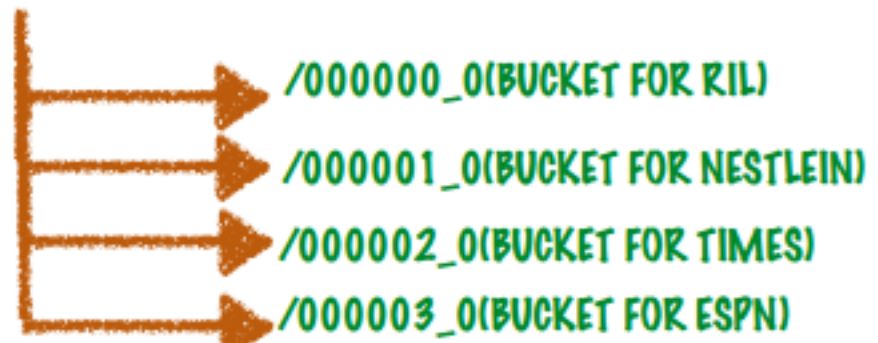 /000000_0(BUCKET FOR RIL)
/000001_0(BUCKET FOR NESTLEIN)
/000002_0(BUCKET FOR TIMES)
/000003_0(BUCKET FOR ESPN)